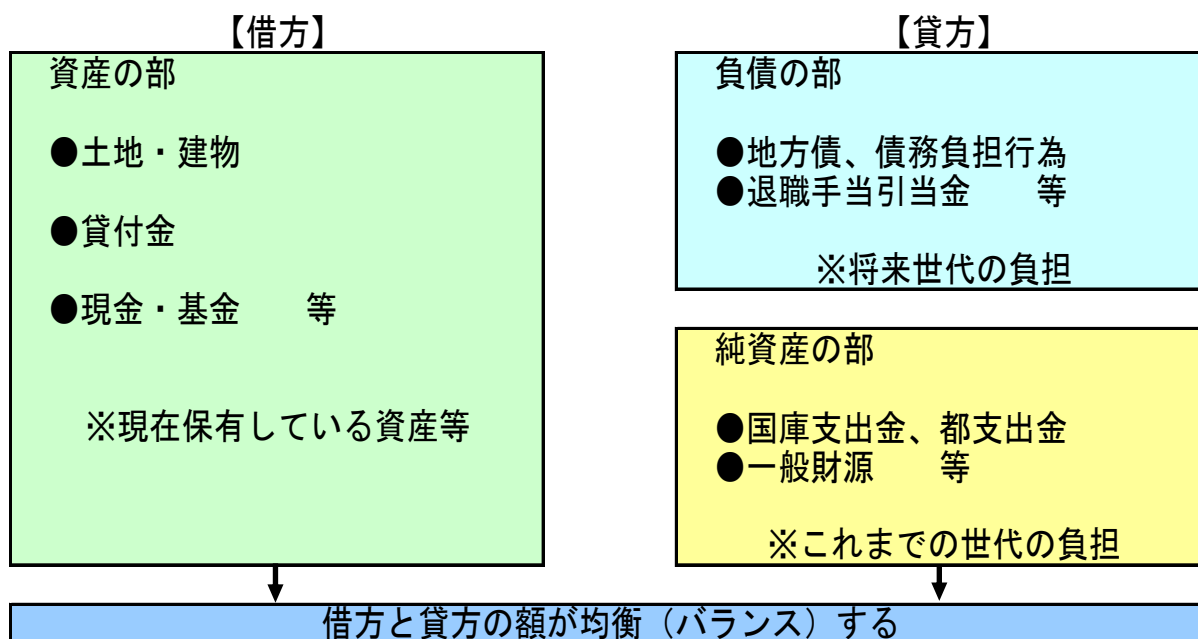 【借方】
資産の部
●土地・建物
●貸付金
●現金・基金　　等
※現在保有している資産等
【貸方】
負債の部
●地方債、債務負担行為
●退職手当引当金　　等
※将来世代の負担
純資産の部
●国庫支出金、都支出金
●一般財源　　等
※これまでの世代の負担
借方と貸方の額が均衡（バランス）する